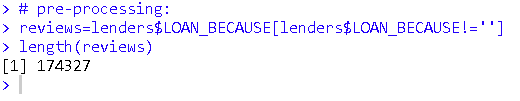 > # pre-processing:
> reviews=lenders$LOAN_BECAUSE[lenders$LOAN_BECAUSE!='']
> length(reviews)
[1] 174327
>